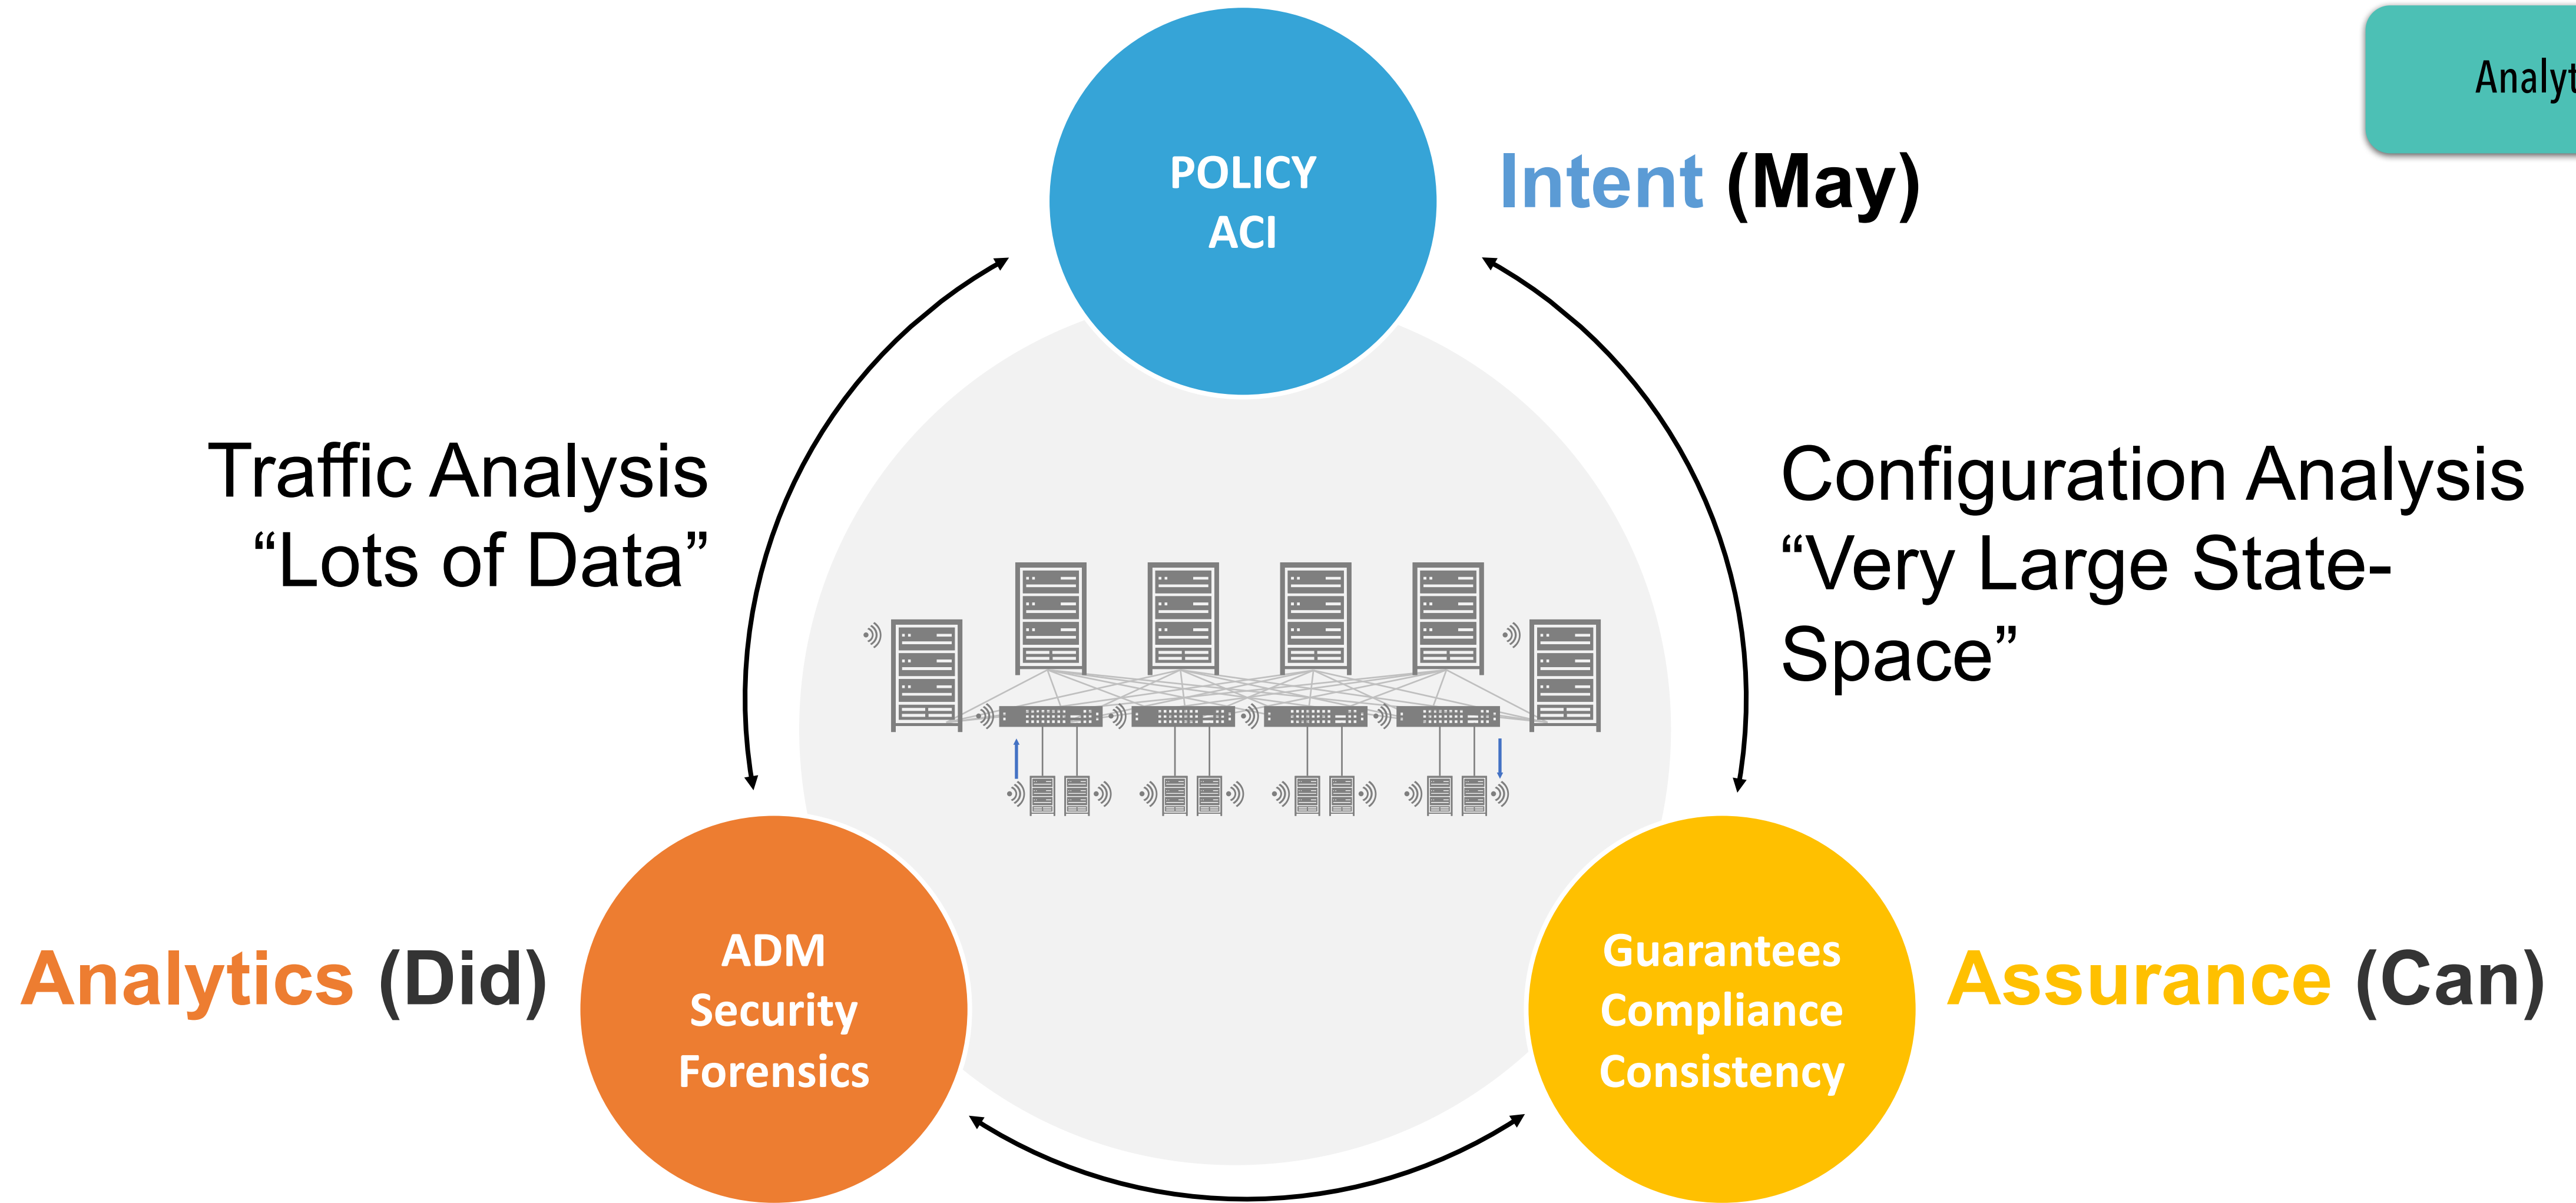 Analyt
POLICY
ACI
Intent (May)
Traffic Analysis
“Lots of Data”
Configuration Analysis
“Very Large State-
Space”
Analytics (Did)
ADM
Security
Forensics
Guarantees
Compliance
Consistency
Assurance (Can)